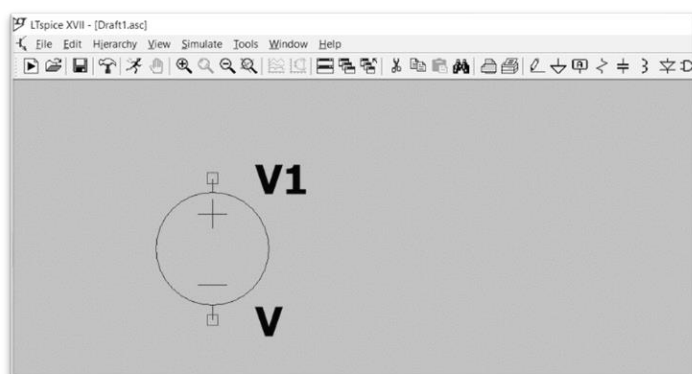 LTspice XVII - [Draft1.asc]
File Edit Hierarchy View Simulate Tools Window Help
V1
+
−
V